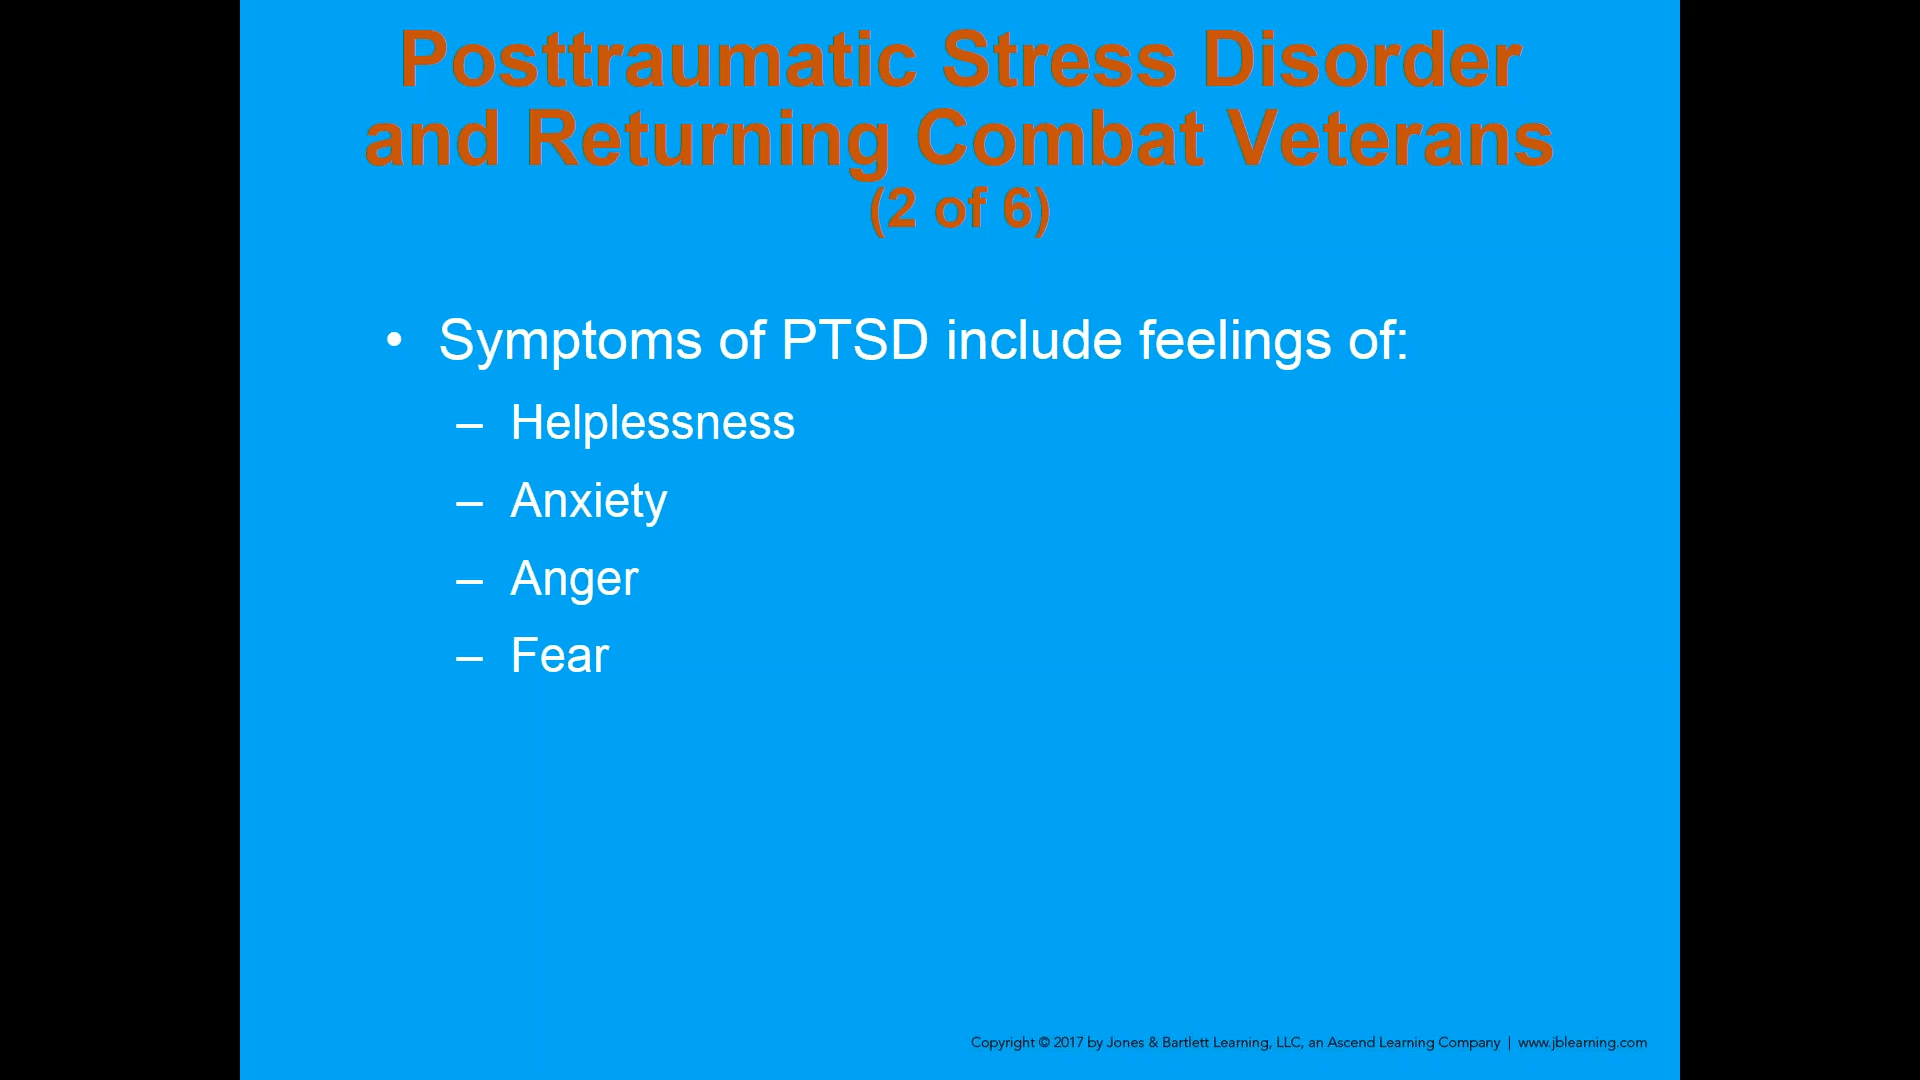 Posttraumatic Stress Disorder
and Returning Combat Veterans
(2 of 6)
• Symptoms of PTSD include feelings of:
– Helplessness
– Anxiety
– Anger
– Fear
Copyright © 2017 by Jones & Bartlett Learning, LLC, an Ascend Learning Company | www.jblearning.com